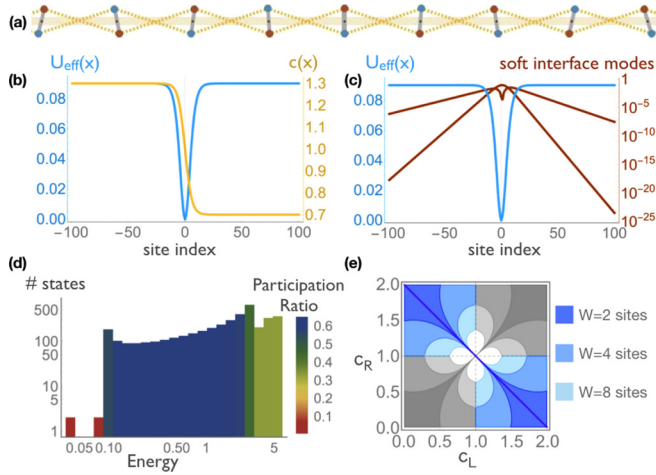 (a)
(b)
U_eff(x)
c(x)
0.08
0.06
0.04
0.02
0.00
1.3
1.2
1.1
1.0
0.9
0.8
0.7
-100 -50 0 50 100
site index
(c)
U_eff(x)
soft interface modes
0.08
0.06
0.04
0.02
0.00
1
10^-5
10^-10
10^-15
10^-20
10^-25
-100 -50 0 50 100
site index
(d)
# states
500
100
50
10
5
1
0.05 0.10 0.50 1 5
Energy
Participation
Ratio
0.6
0.5
0.4
0.3
0.2
0.1
(e)
2.0
1.5
1.0
0.5
0.0
c_R
0.0 0.5 1.0 1.5 2.0
c_L
W=2 sites
W=4 sites
W=8 sites